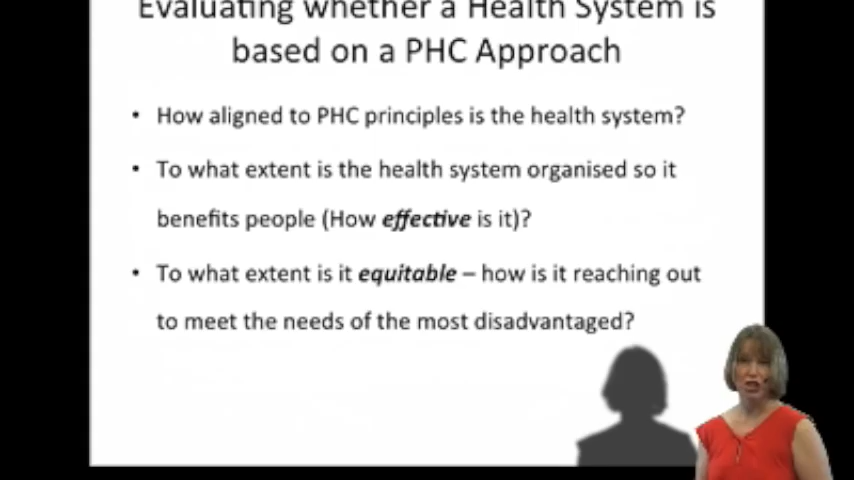 Evaluating whether a Health System is
based on a PHC Approach
• How aligned to PHC principles is the health system?
• To what extent is the health system organised so it
benefits people (How effective is it)?
• To what extent is it equitable – how is it reaching out
to meet the needs of the most disadvantaged?